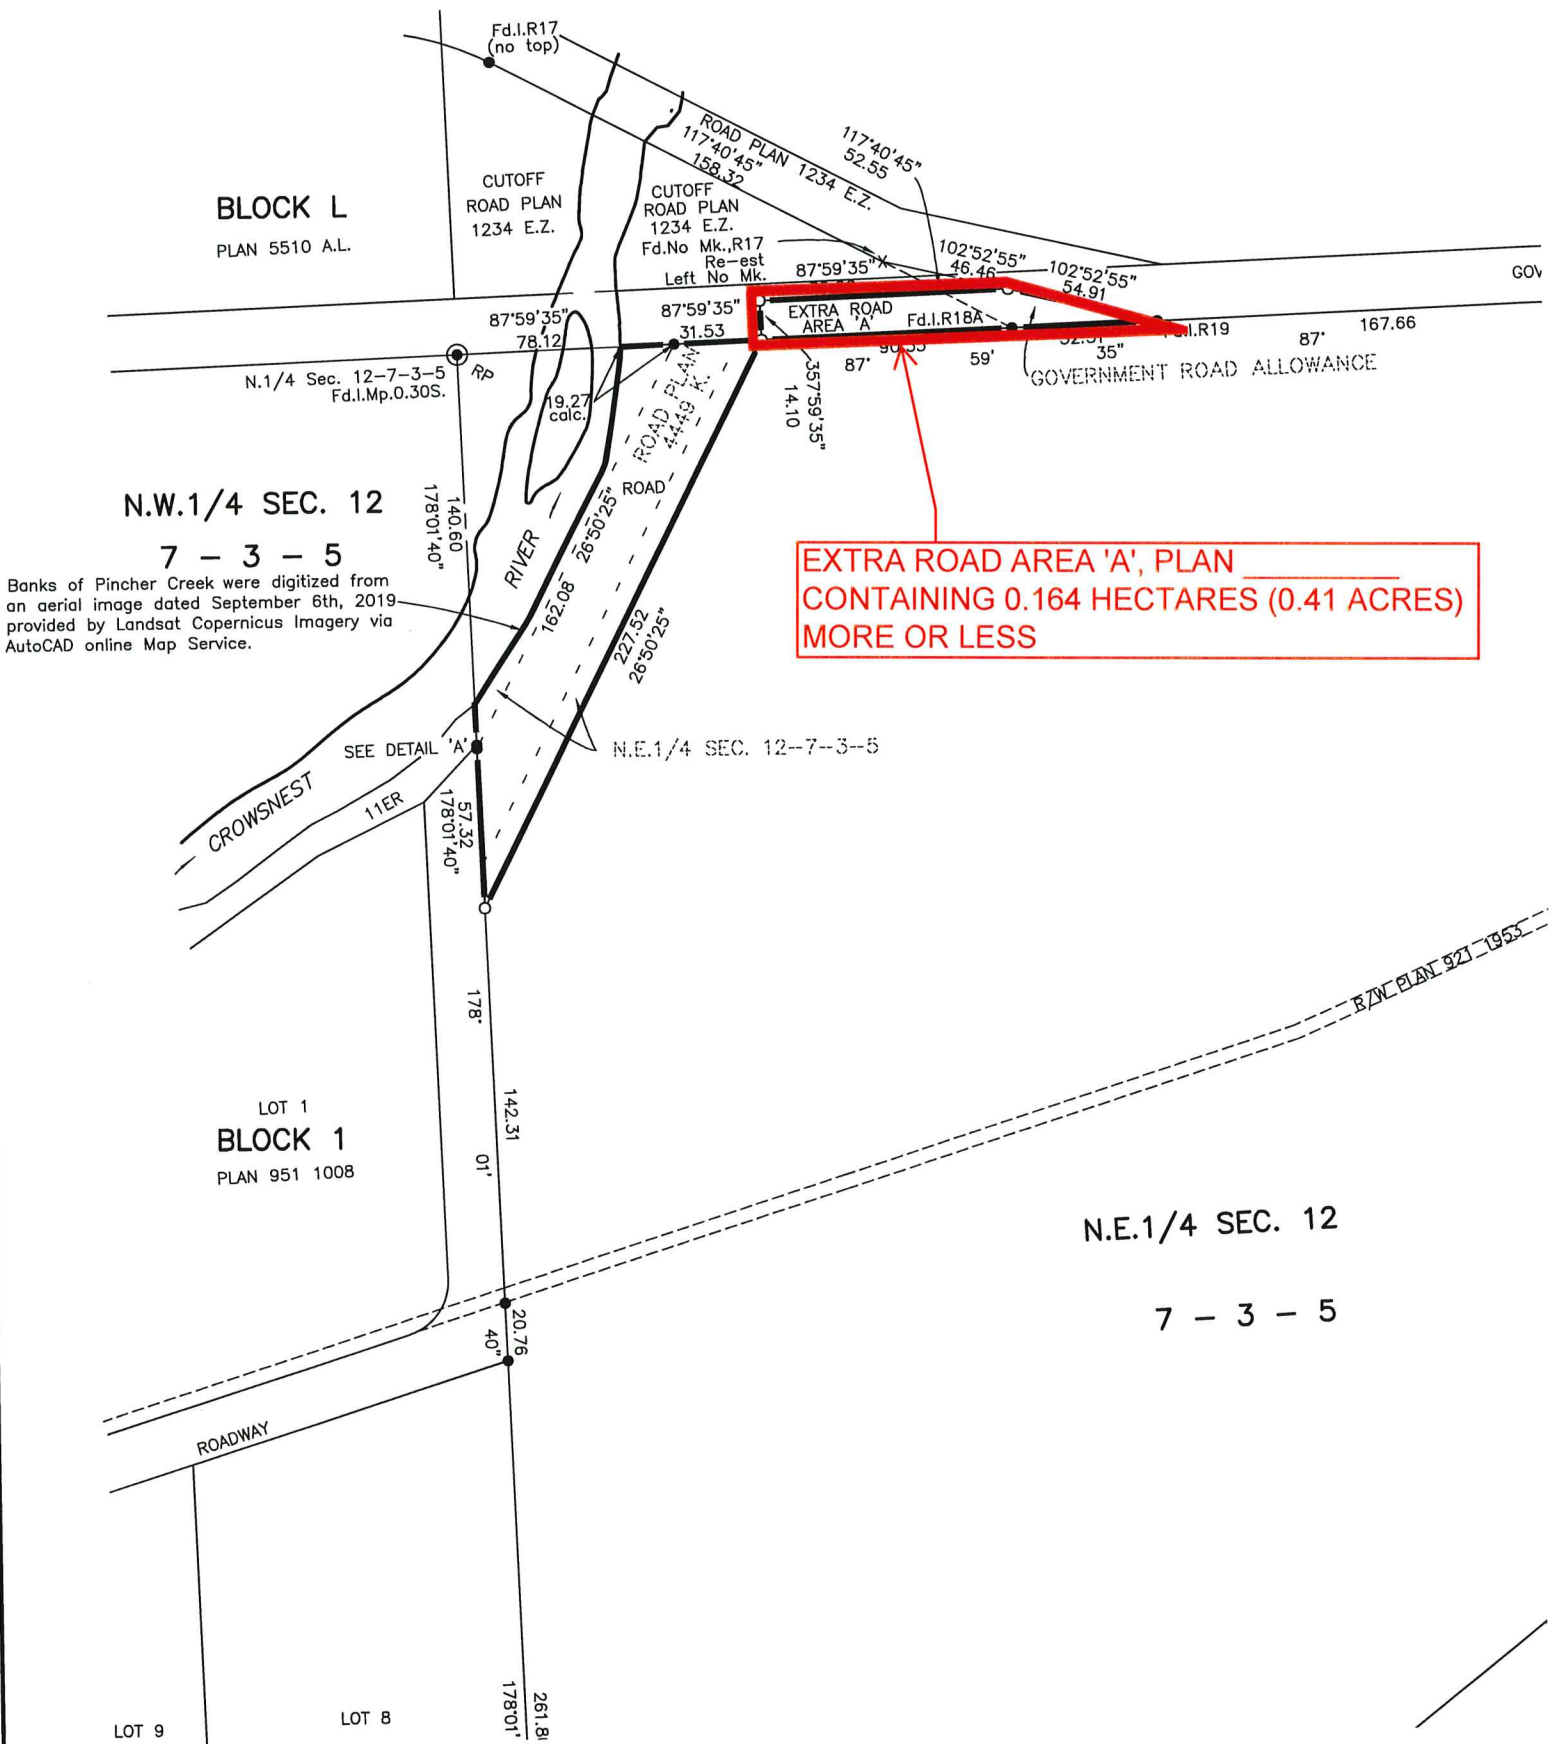 Fd.I.R17
(no top)
ROAD PLAN 1234 E.Z.
117°40'45"
158.32
117°40'45"
52.55
BLOCK L
PLAN 5510 A.L.
CUTOFF
ROAD PLAN
1234 E.Z.
CUTOFF
ROAD PLAN
1234 E.Z.
Fd.No Mk.,R17
Re-est
Left No Mk.
87°59'35"
X
102°52'55"
46.46
102°52'55"
54.91
GOV
87°59'35"
78.12
87°59'35"
31.53
EXTRA ROAD
AREA 'A'
Fd.I.R18A
I.R19
87°
59'
35"
87°
167.66
GOVERNMENT ROAD ALLOWANCE
N.1/4 Sec. 12-7-3-5
Fd.I.Mp.0.30S.
RP
19.27
calc.
ROAD PLAN
4449 K.
357°59'35"
14.10
ROAD
N.W.1/4 SEC. 12
7 - 3 - 5
140.60
178°01'40"
Banks of Pincher Creek were digitized from
an aerial image dated September 6th, 2019
provided by Landsat Copernicus Imagery via
AutoCAD online Map Service.
RIVER
162.08 26°50'25"
227.52
26°50'25"
EXTRA ROAD AREA 'A', PLAN ________
CONTAINING 0.164 HECTARES (0.41 ACRES)
MORE OR LESS
SEE DETAIL 'A'
N.E.1/4 SEC. 12--7--3--5
CROWSNEST
11ER
57.32
178°01'40"
R/W PLAN 921 1953
178°
142.31
01'
LOT 1
BLOCK 1
PLAN 951 1008
N.E.1/4 SEC. 12
7 - 3 - 5
20.76
40"
ROADWAY
261.8
178°01'
LOT 9
LOT 8